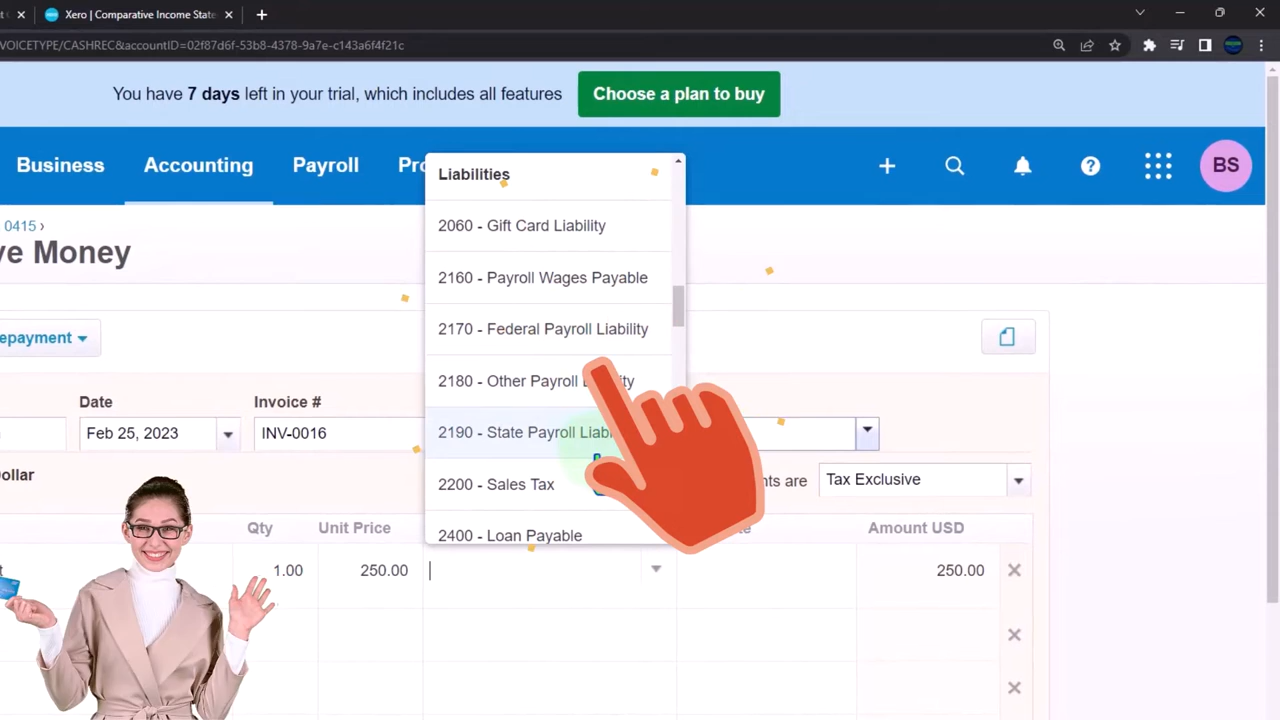 Xero | Comparative Income State
VOICETYPE/CASHREC&accountID=02f87d6f-53b8-4378-9a7e-c143a6f4f21c
You have 7 days left in your trial, which includes all features
Choose a plan to buy
Business
Accounting
Payroll
BS
Liabilities
2060 - Gift Card Liability
2160 - Payroll Wages Payable
2170 - Federal Payroll Liability
2180 - Other Payroll
2190 - State Payroll
2200 - Sales Tax
2400 - Loan Payable
0415 ›
Money
Date
Invoice #
Feb 25, 2023
INV-0016
are
Tax Exclusive
Qty
Unit Price
Amount USD
1.00
250.00
250.00